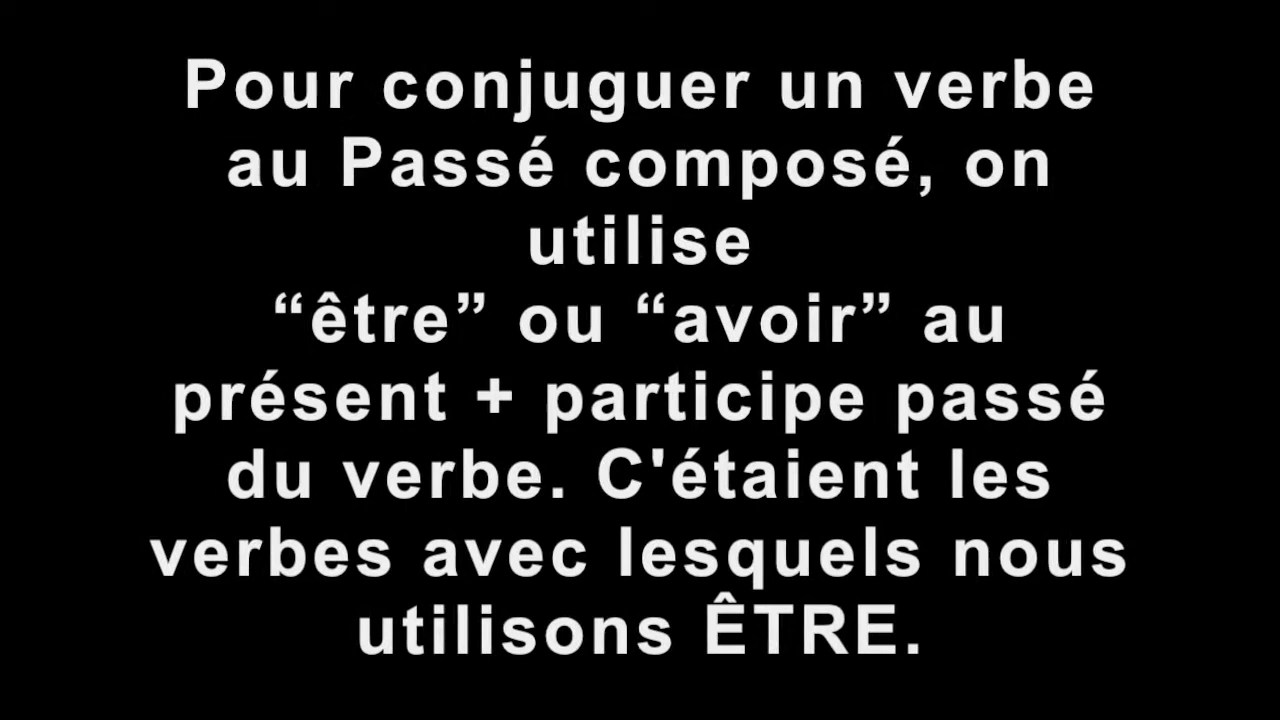 Pour conjuguer un verbe
au Passé composé, on
utilise
“être” ou “avoir” au
présent + participe passé
du verbe. C'étaient les
verbes avec lesquels nous
utilisons ÊTRE.